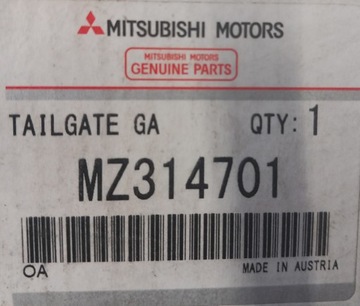 MITSUBISHI MOTORS
MITSUBISHI MOTORS
GENUINE PARTS
TAILGATE GA QTY: 1
MZ314701
OA MADE IN AUSTRIA